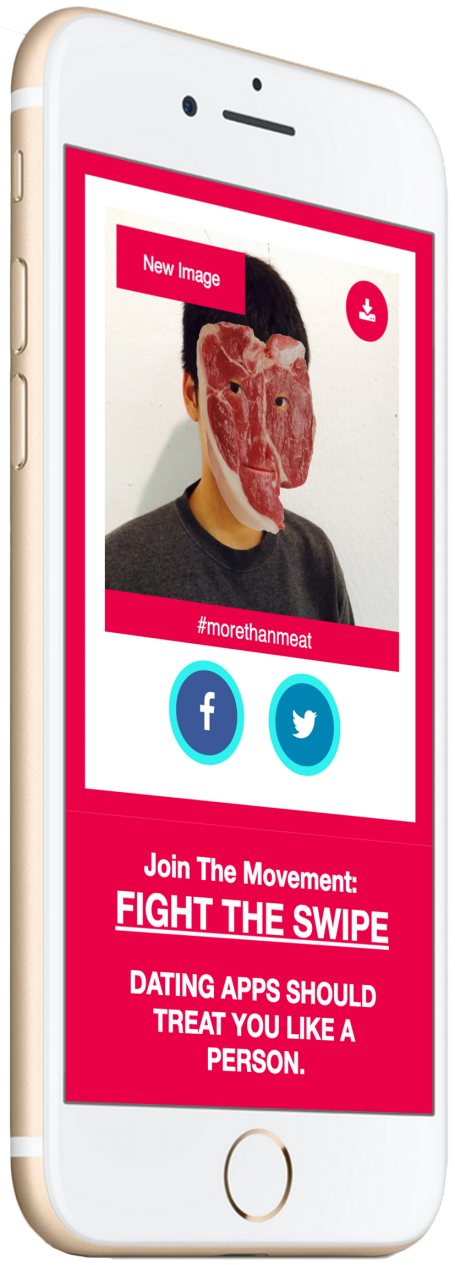 New Image
#morethanmeat
Join The Movement:
FIGHT THE SWIPE
DATING APPS SHOULD
TREAT YOU LIKE A
PERSON.